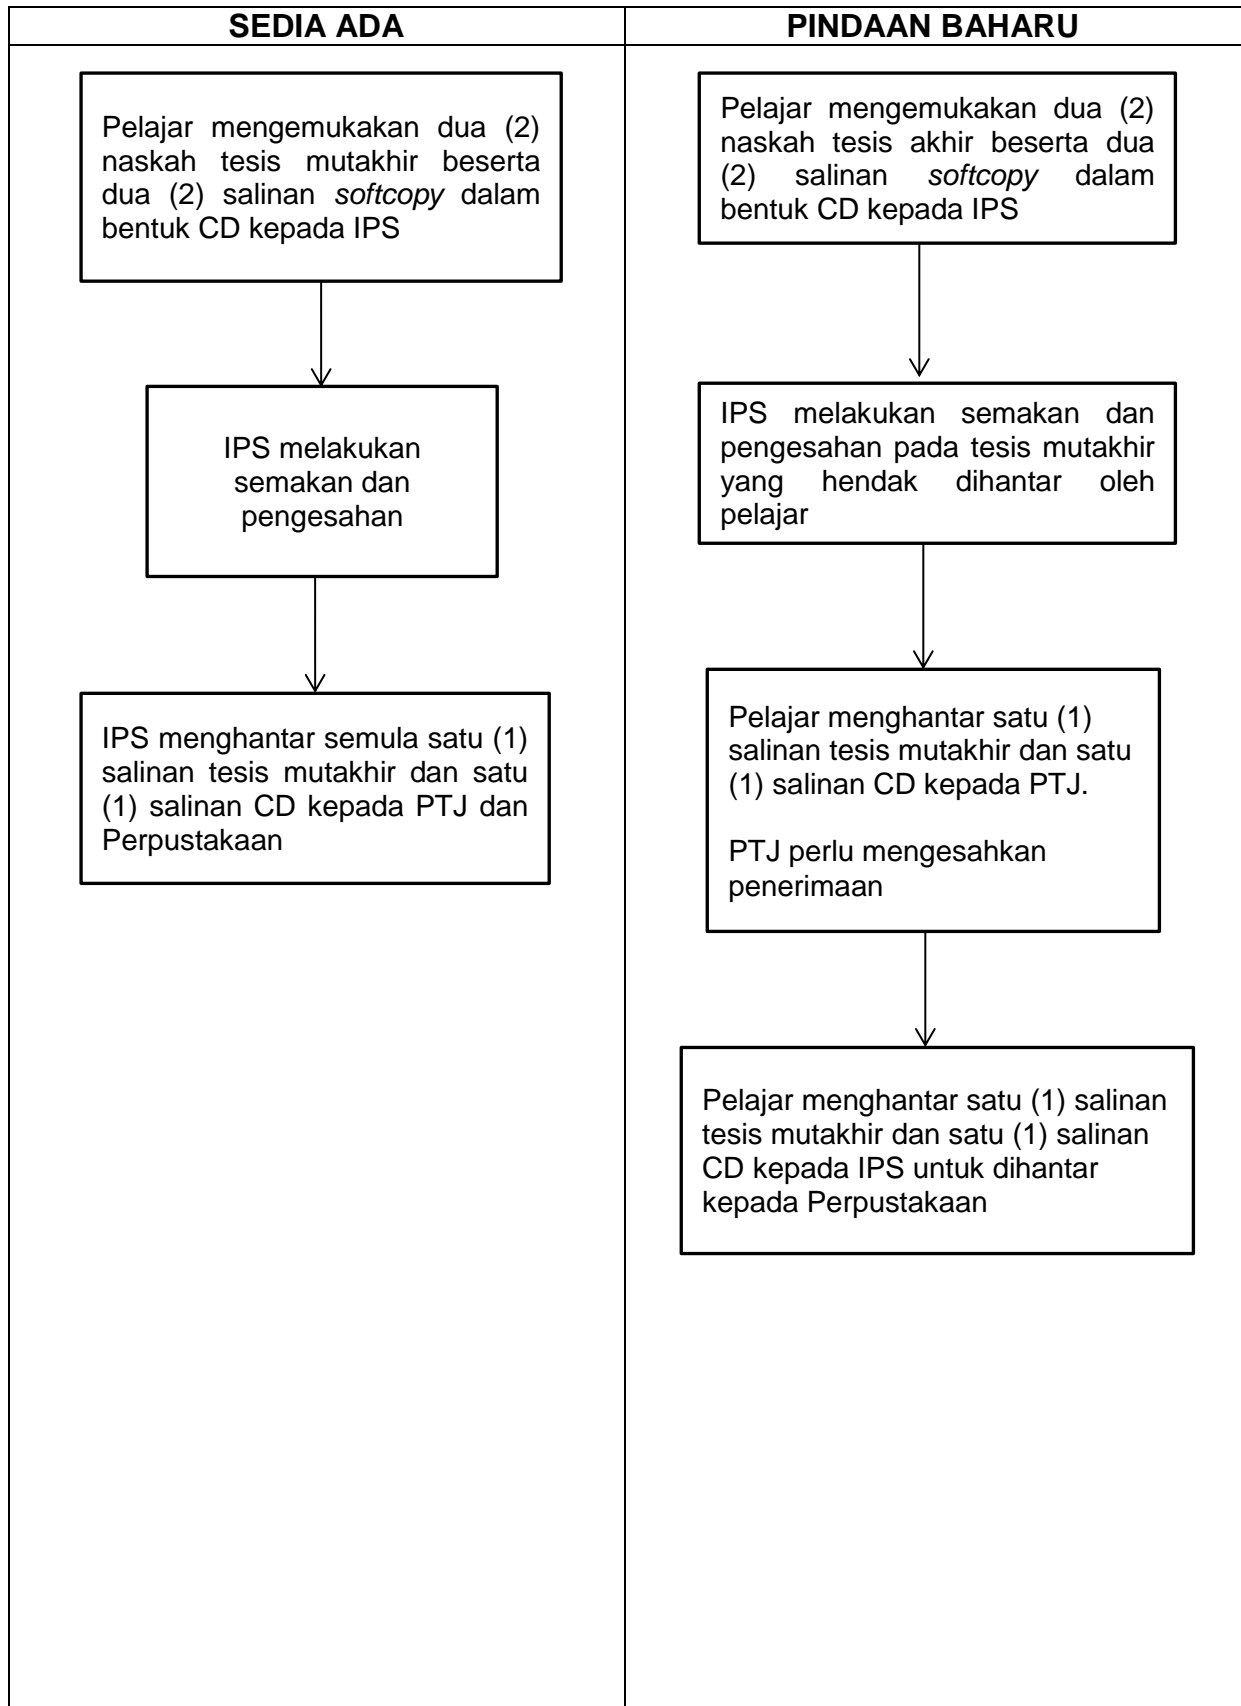 SEDIA ADA
Pelajar mengemukakan dua (2)
naskah tesis mutakhir beserta
dua (2) salinan softcopy dalam
bentuk CD kepada IPS
IPS melakukan
semakan dan
pengesahan
IPS menghantar semula satu (1)
salinan tesis mutakhir dan satu
(1) salinan CD kepada PTJ dan
Perpustakaan
PINDAAN BAHARU
Pelajar mengemukakan dua (2)
naskah tesis akhir beserta dua
(2) salinan softcopy dalam
bentuk CD kepada IPS
IPS melakukan semakan dan
pengesahan pada tesis mutakhir
yang hendak dihantar oleh
pelajar
Pelajar menghantar satu (1)
salinan tesis mutakhir dan satu
(1) salinan CD kepada PTJ.
PTJ perlu mengesahkan
penerimaan
Pelajar menghantar satu (1) salinan
tesis mutakhir dan satu (1) salinan
CD kepada IPS untuk dihantar
kepada Perpustakaan